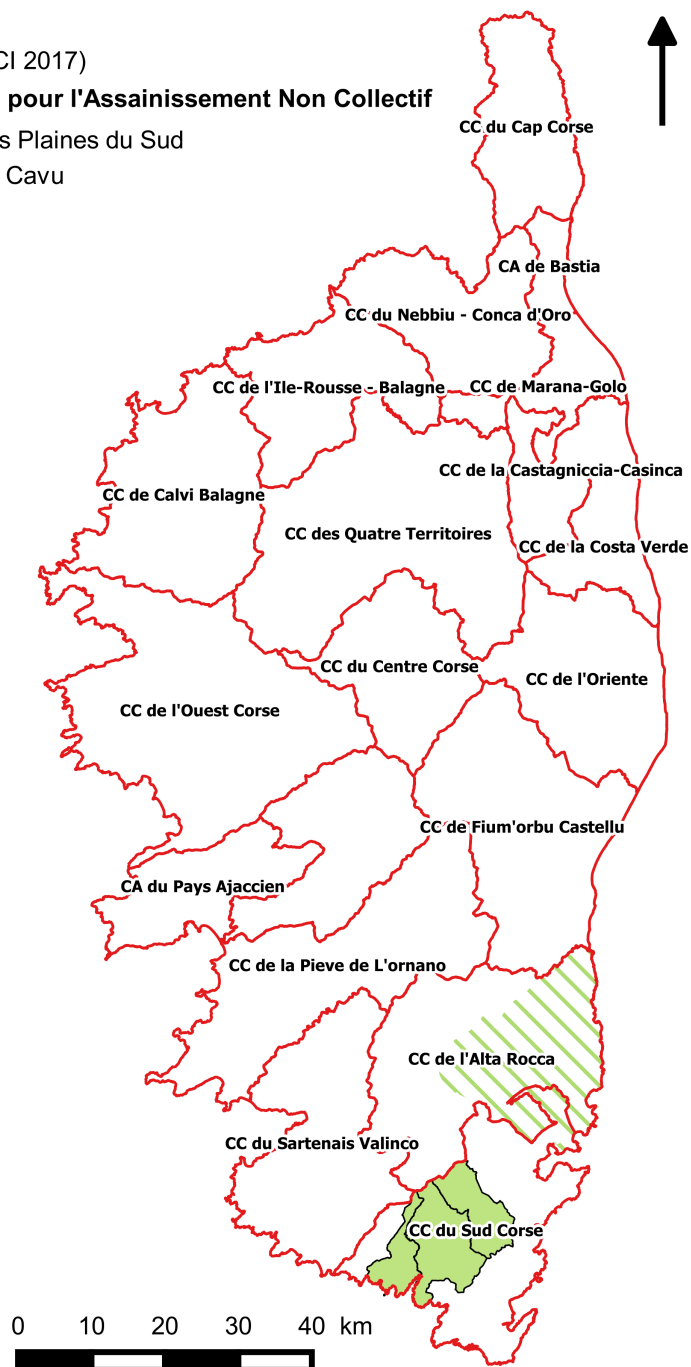 CI 2017)
pour l'Assainissement Non Collectif
s Plaines du Sud
Cavu
CC du Cap Corse
CA de Bastia
CC du Nebbiu - Conca d'Oro
CC de l'Ile-Rousse - Balagne
CC de Marana-Golo
CC de la Castagniccia-Casinca
CC de Calvi Balagne
CC des Quatre Territoires
CC de la Costa Verde
CC du Centre Corse
CC de l'Oriente
CC de l'Ouest Corse
CC de Fium'orbu Castellu
CA du Pays Ajaccien
CC de la Pieve de L'ornano
CC de l'Alta Rocca
CC du Sartenais Valinco
CC du Sud Corse
0 10 20 30 40 km